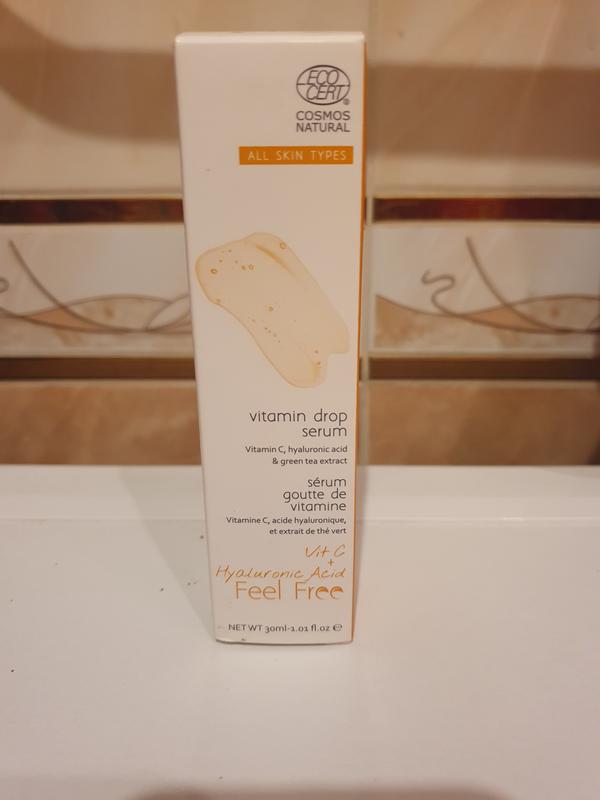 ECO
CERT®
COSMOS
NATURAL
ALL SKIN TYPES
vitamin drop
serum
Vitamin C, hyaluronic acid
& green tea extract
sérum
goutte de
vitamine
Vitamine C, acide hyaluronique,
et extrait de thé vert
Vit C
+
Hyaluronic Acid
Feel Free
NET WT 30ml-1.01 fl.oz ℮